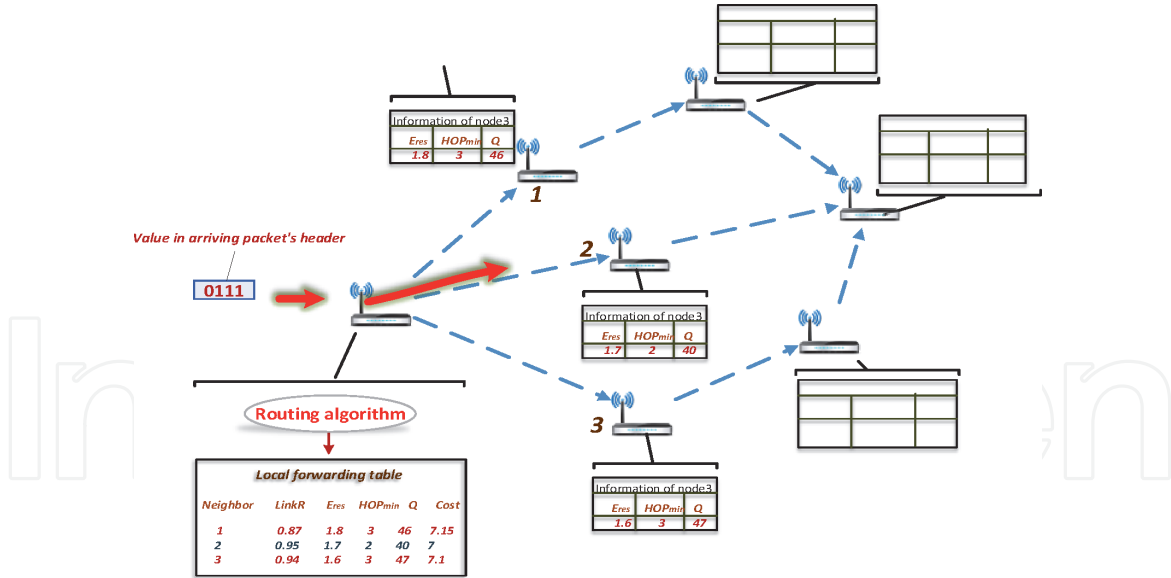 Information of node3
Eres HOPmin Q
1.8 3 46
1
Value in arriving packet's header
0111
2
Information of node3
Eres HOPmin Q
1.7 2 40
3
Information of node3
Eres HOPmin Q
1.6 3 47
Routing algorithm
Local forwarding table
Neighbor LinkR Eres HOPmin Q Cost
1 0.87 1.8 3 46 7.15
2 0.95 1.7 2 40 7
3 0.94 1.6 3 47 7.1